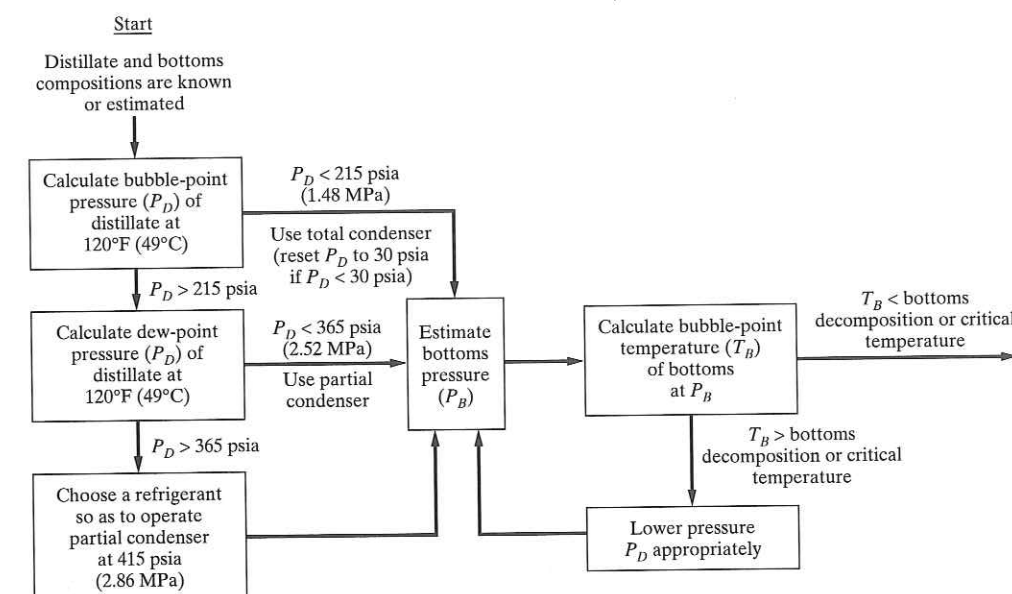 Start
Distillate and bottoms
compositions are known
or estimated
Calculate bubble-point
pressure (P_D) of
distillate at
120°F (49°C)
P_D < 215 psia
(1.48 MPa)
Use total condenser
(reset P_D to 30 psia
if P_D < 30 psia)
P_D > 215 psia
Calculate dew-point
pressure (P_D) of
distillate at
120°F (49°C)
P_D < 365 psia
(2.52 MPa)
Use partial
condenser
Estimate
bottoms
pressure
(P_B)
Calculate bubble-point
temperature (T_B)
of bottoms
at P_B
T_B < bottoms
decomposition or critical
temperature
P_D > 365 psia
T_B > bottoms
decomposition or critical
temperature
Choose a refrigerant
so as to operate
partial condenser
at 415 psia
(2.86 MPa)
Lower pressure
P_D appropriately